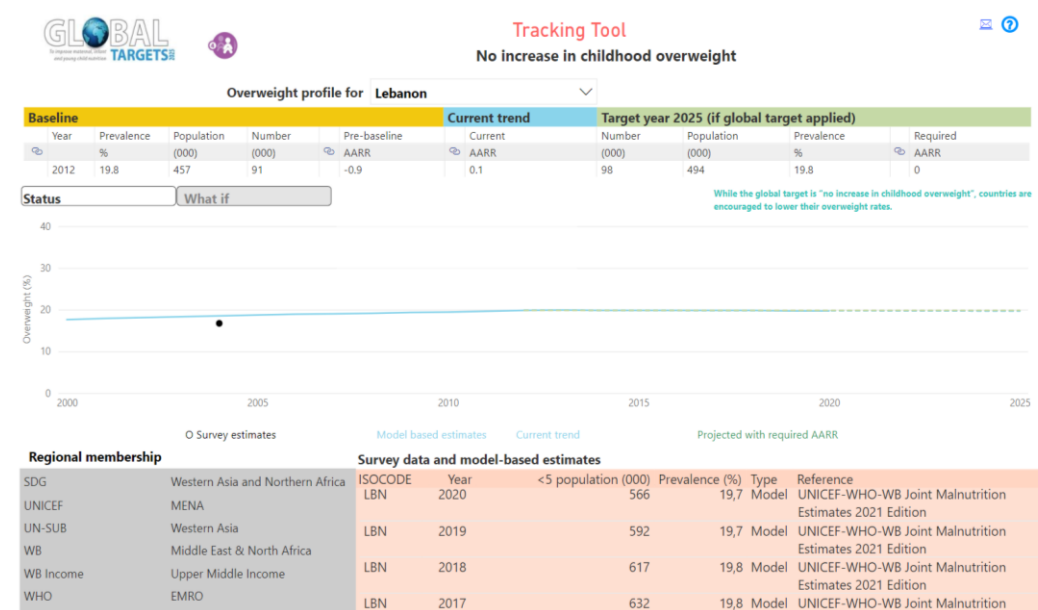 GLOBAL
TARGETS 2025
To improve maternal, infant
and young child nutrition
Tracking Tool
No increase in childhood overweight
Overweight profile for Lebanon
Baseline Current trend Target year 2025 (if global target applied)
Year Prevalence Population Number Pre-baseline Current Number Population Prevalence Required
% (000) (000) AARR AARR (000) (000) % AARR
2012 19.8 457 91 -0.9 0.1 98 494 19.8 0
Status What if
While the global target is "no increase in childhood overweight", countries are
encouraged to lower their overweight rates.
Overweight (%)
40
30
20
10
0
2000 2005 2010 2015 2020 2025
O Survey estimates Model based estimates Current trend Projected with required AARR
Regional membership
SDG Western Asia and Northern Africa
UNICEF MENA
UN-SUB Western Asia
WB Middle East & North Africa
WB Income Upper Middle Income
WHO EMRO
Survey data and model-based estimates
ISOCODE Year <5 population (000) Prevalence (%) Type Reference
LBN 2020 566 19,7 Model UNICEF-WHO-WB Joint Malnutrition
Estimates 2021 Edition
LBN 2019 592 19,7 Model UNICEF-WHO-WB Joint Malnutrition
Estimates 2021 Edition
LBN 2018 617 19,8 Model UNICEF-WHO-WB Joint Malnutrition
Estimates 2021 Edition
LBN 2017 632 19,8 Model UNICEF-WHO-WB Joint Malnutrition